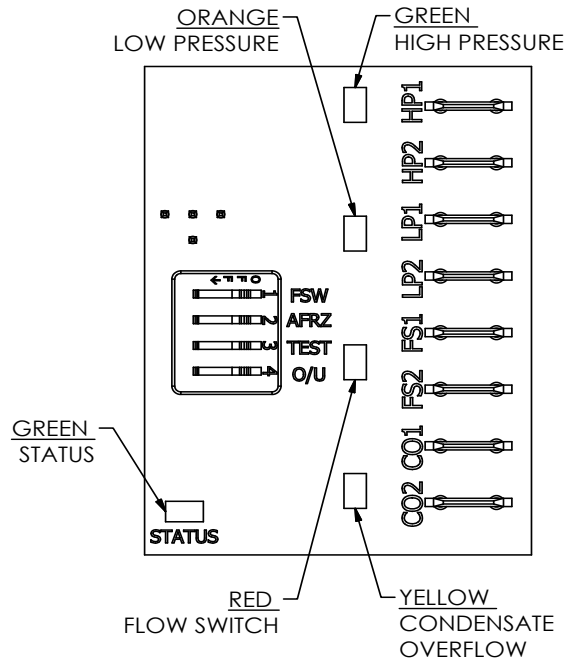 ORANGE
LOW PRESSURE
GREEN
HIGH PRESSURE
HP1
HP2
LP1
LP2
FS1
FS2
CO1
CO2
OFF↓
1 FSW
2 AFRZ
3 TEST
4 O/U
GREEN
STATUS
STATUS
RED
FLOW SWITCH
YELLOW
CONDENSATE
OVERFLOW